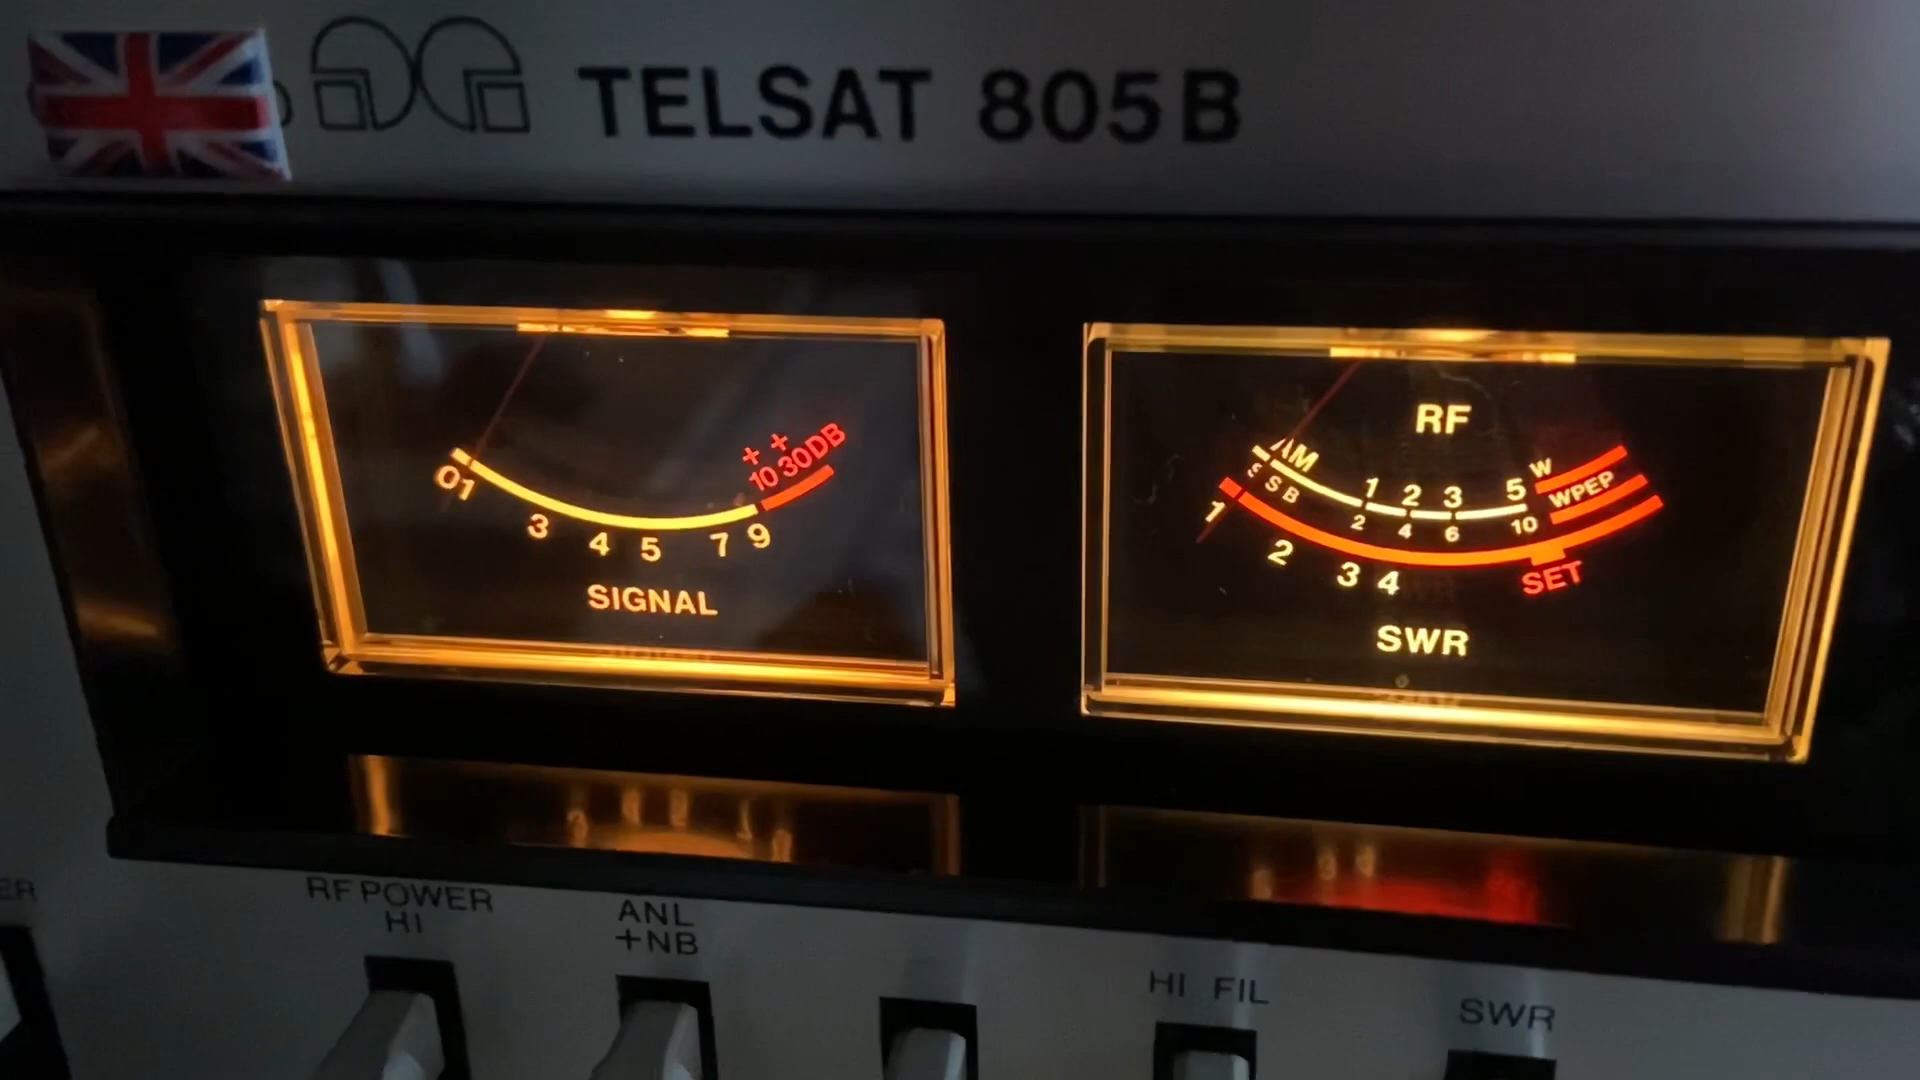 TELSAT 805B
+ +
10 30DB
01 3 4 5 7 9
SIGNAL
RF
AM 1 2 3 5 W
SSB 2 4 6 10 WPEP
1 2 3 4 SET
SWR
ER
RF POWER
HI
ANL
+NB
HI FIL
SWR